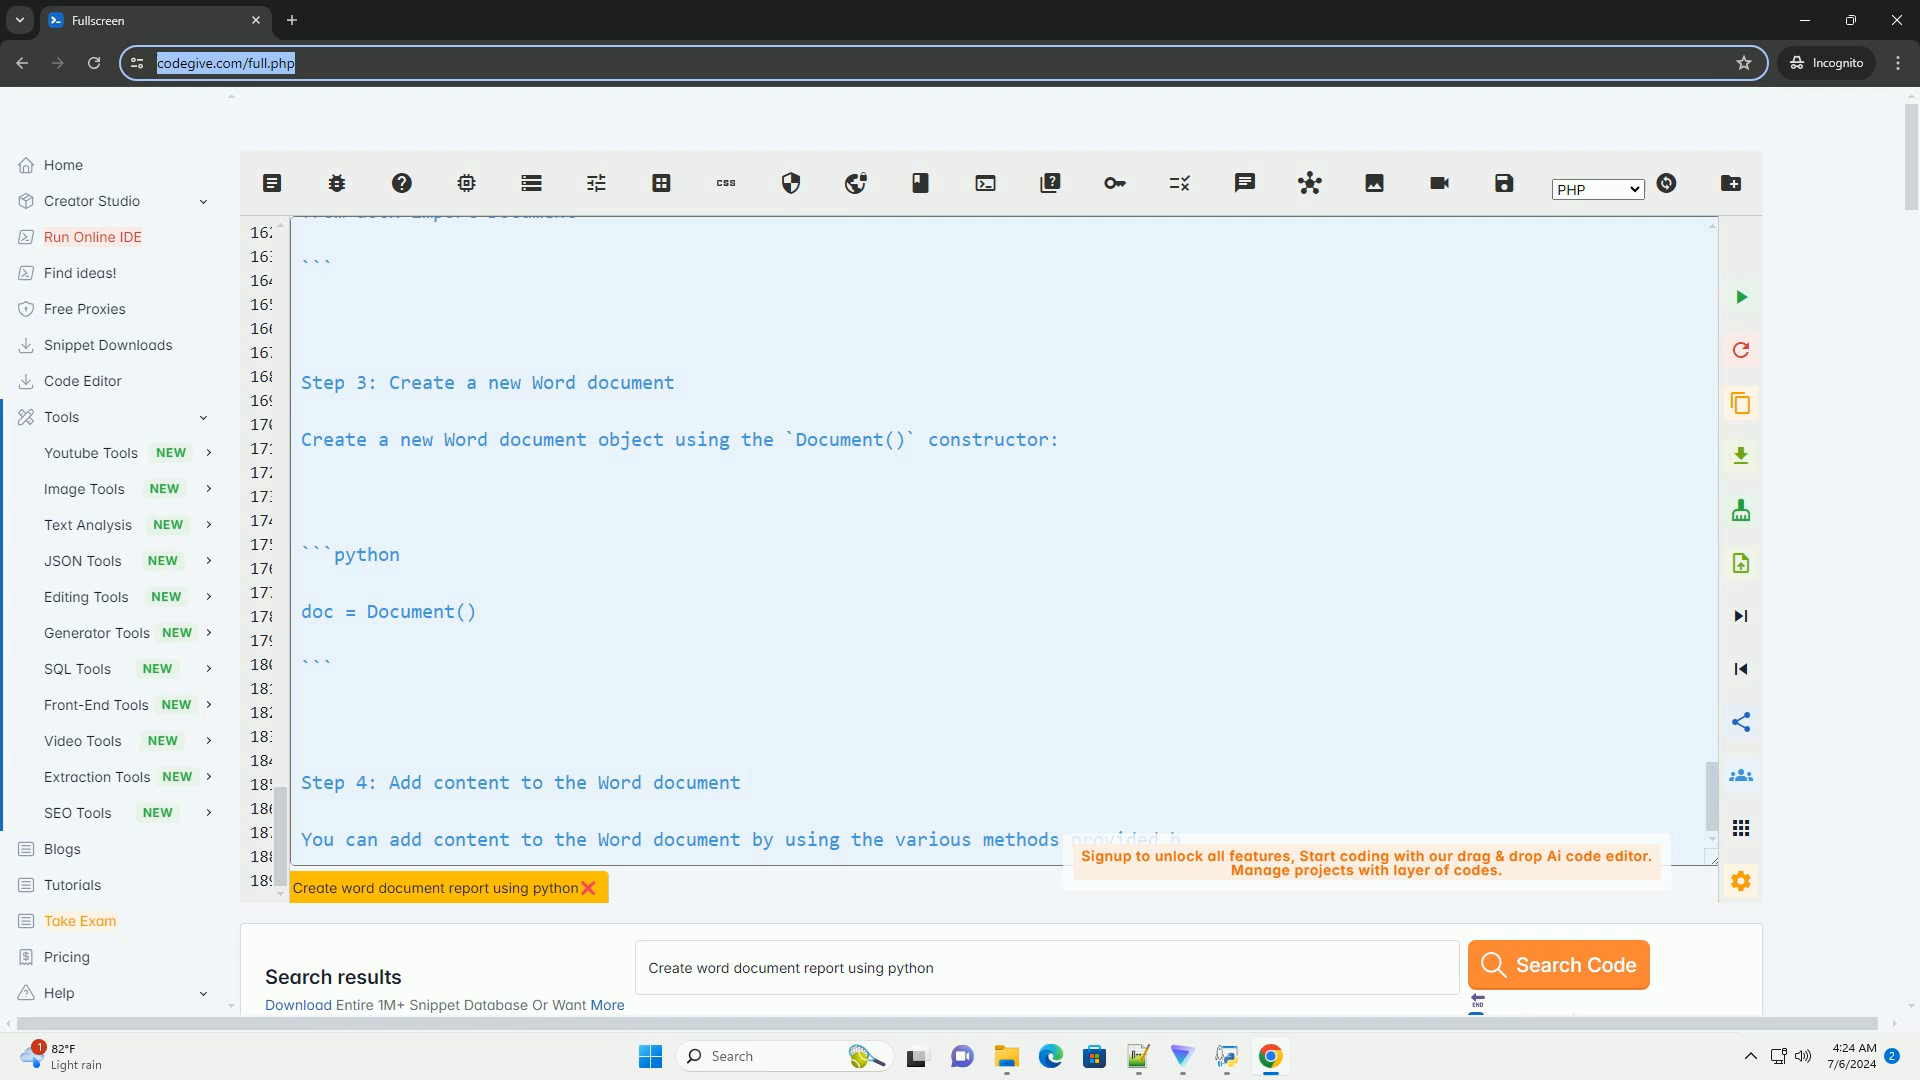 Fullscreen
codegive.com/full.php
Incognito
Home
Creator Studio
Run Online IDE
Find ideas!
Free Proxies
Snippet Downloads
Code Editor
Tools
Youtube Tools NEW
Image Tools NEW
Text Analysis NEW
JSON Tools NEW
Editing Tools NEW
Generator Tools NEW
SQL Tools NEW
Front-End Tools NEW
Video Tools NEW
Extraction Tools NEW
SEO Tools NEW
Blogs
Tutorials
Take Exam
Pricing
Help
css
PHP
```
Step 3: Create a new Word document
Create a new Word document object using the `Document()` constructor:
```python
doc = Document()
```
Step 4: Add content to the Word document
You can add content to the Word document by using the various methods provided b
Signup to unlock all features, Start coding with our drag & drop Ai code editor.
Manage projects with layer of codes.
Create word document report using python
Search results
Download Entire 1M+ Snippet Database Or Want More
Create word document report using python
Search Code
END
1
82°F
Light rain
Search
4:24 AM
7/6/2024
2